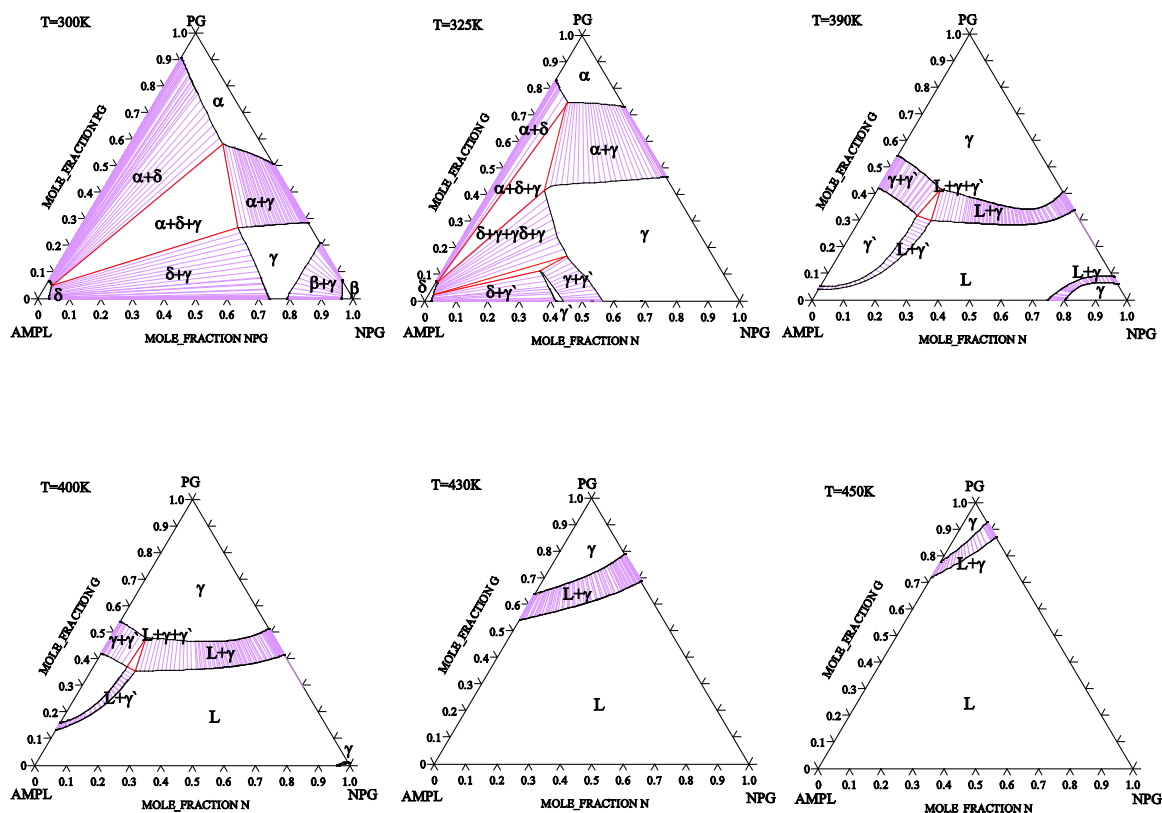 T=300K
PG
1.0
0.9
0.8
0.7
0.6
0.5
0.4
0.3
0.2
0.1
0
MOLE_FRACTION PG
α
α+δ
α+γ
α+δ+γ
γ
δ+γ
β+γ
β
δ
0 0.1 0.2 0.3 0.4 0.5 0.6 0.7 0.8 0.9 1.0
AMPL
MOLE_FRACTION NPG
NPG
T=325K
PG
1.0
0.9
0.8
0.7
0.6
0.5
0.4
0.3
0.2
0.1
0
MOLE_FRACTION G
α
α+δ
α+γ
α+δ+γ
δ+γ+γ`δ+γ
γ
γ+γ`
δ+γ`
δ
γ`
0 0.1 0.2 0.3 0.4 0.5 0.6 0.7 0.8 0.9 1.0
AMPL
MOLE_FRACTION N
NPG
T=390K
PG
1.0
0.9
0.8
0.7
0.6
0.5
0.4
0.3
0.2
0.1
0
MOLE_FRACTION G
γ
γ+γ`
L+γ+γ`
L+γ
γ`
L+γ`
L
L+γ
γ
0 0.1 0.2 0.3 0.4 0.5 0.6 0.7 0.8 0.9 1.0
AMPL
MOLE_FRACTION N
NPG
T=400K
PG
1.0
0.9
0.8
0.7
0.6
0.5
0.4
0.3
0.2
0.1
0
MOLE_FRACTION G
γ
γ+γ`
L+γ+γ`
L+γ
L+γ`
L
γ
0 0.1 0.2 0.3 0.4 0.5 0.6 0.7 0.8 0.9 1.0
AMPL
MOLE_FRACTION N
NPG
T=430K
PG
1.0
0.9
0.8
0.7
0.6
0.5
0.4
0.3
0.2
0.1
0
MOLE_FRACTION G
γ
L+γ
L
0 0.1 0.2 0.3 0.4 0.5 0.6 0.7 0.8 0.9 1.0
AMPL
MOLE_FRACTION N
NPG
T=450K
PG
1.0
0.9
0.8
0.7
0.6
0.5
0.4
0.3
0.2
0.1
0
MOLE_FRACTION G
γ
L+γ
L
0 0.1 0.2 0.3 0.4 0.5 0.6 0.7 0.8 0.9 1.0
AMPL
MOLE_FRACTION N
NPG